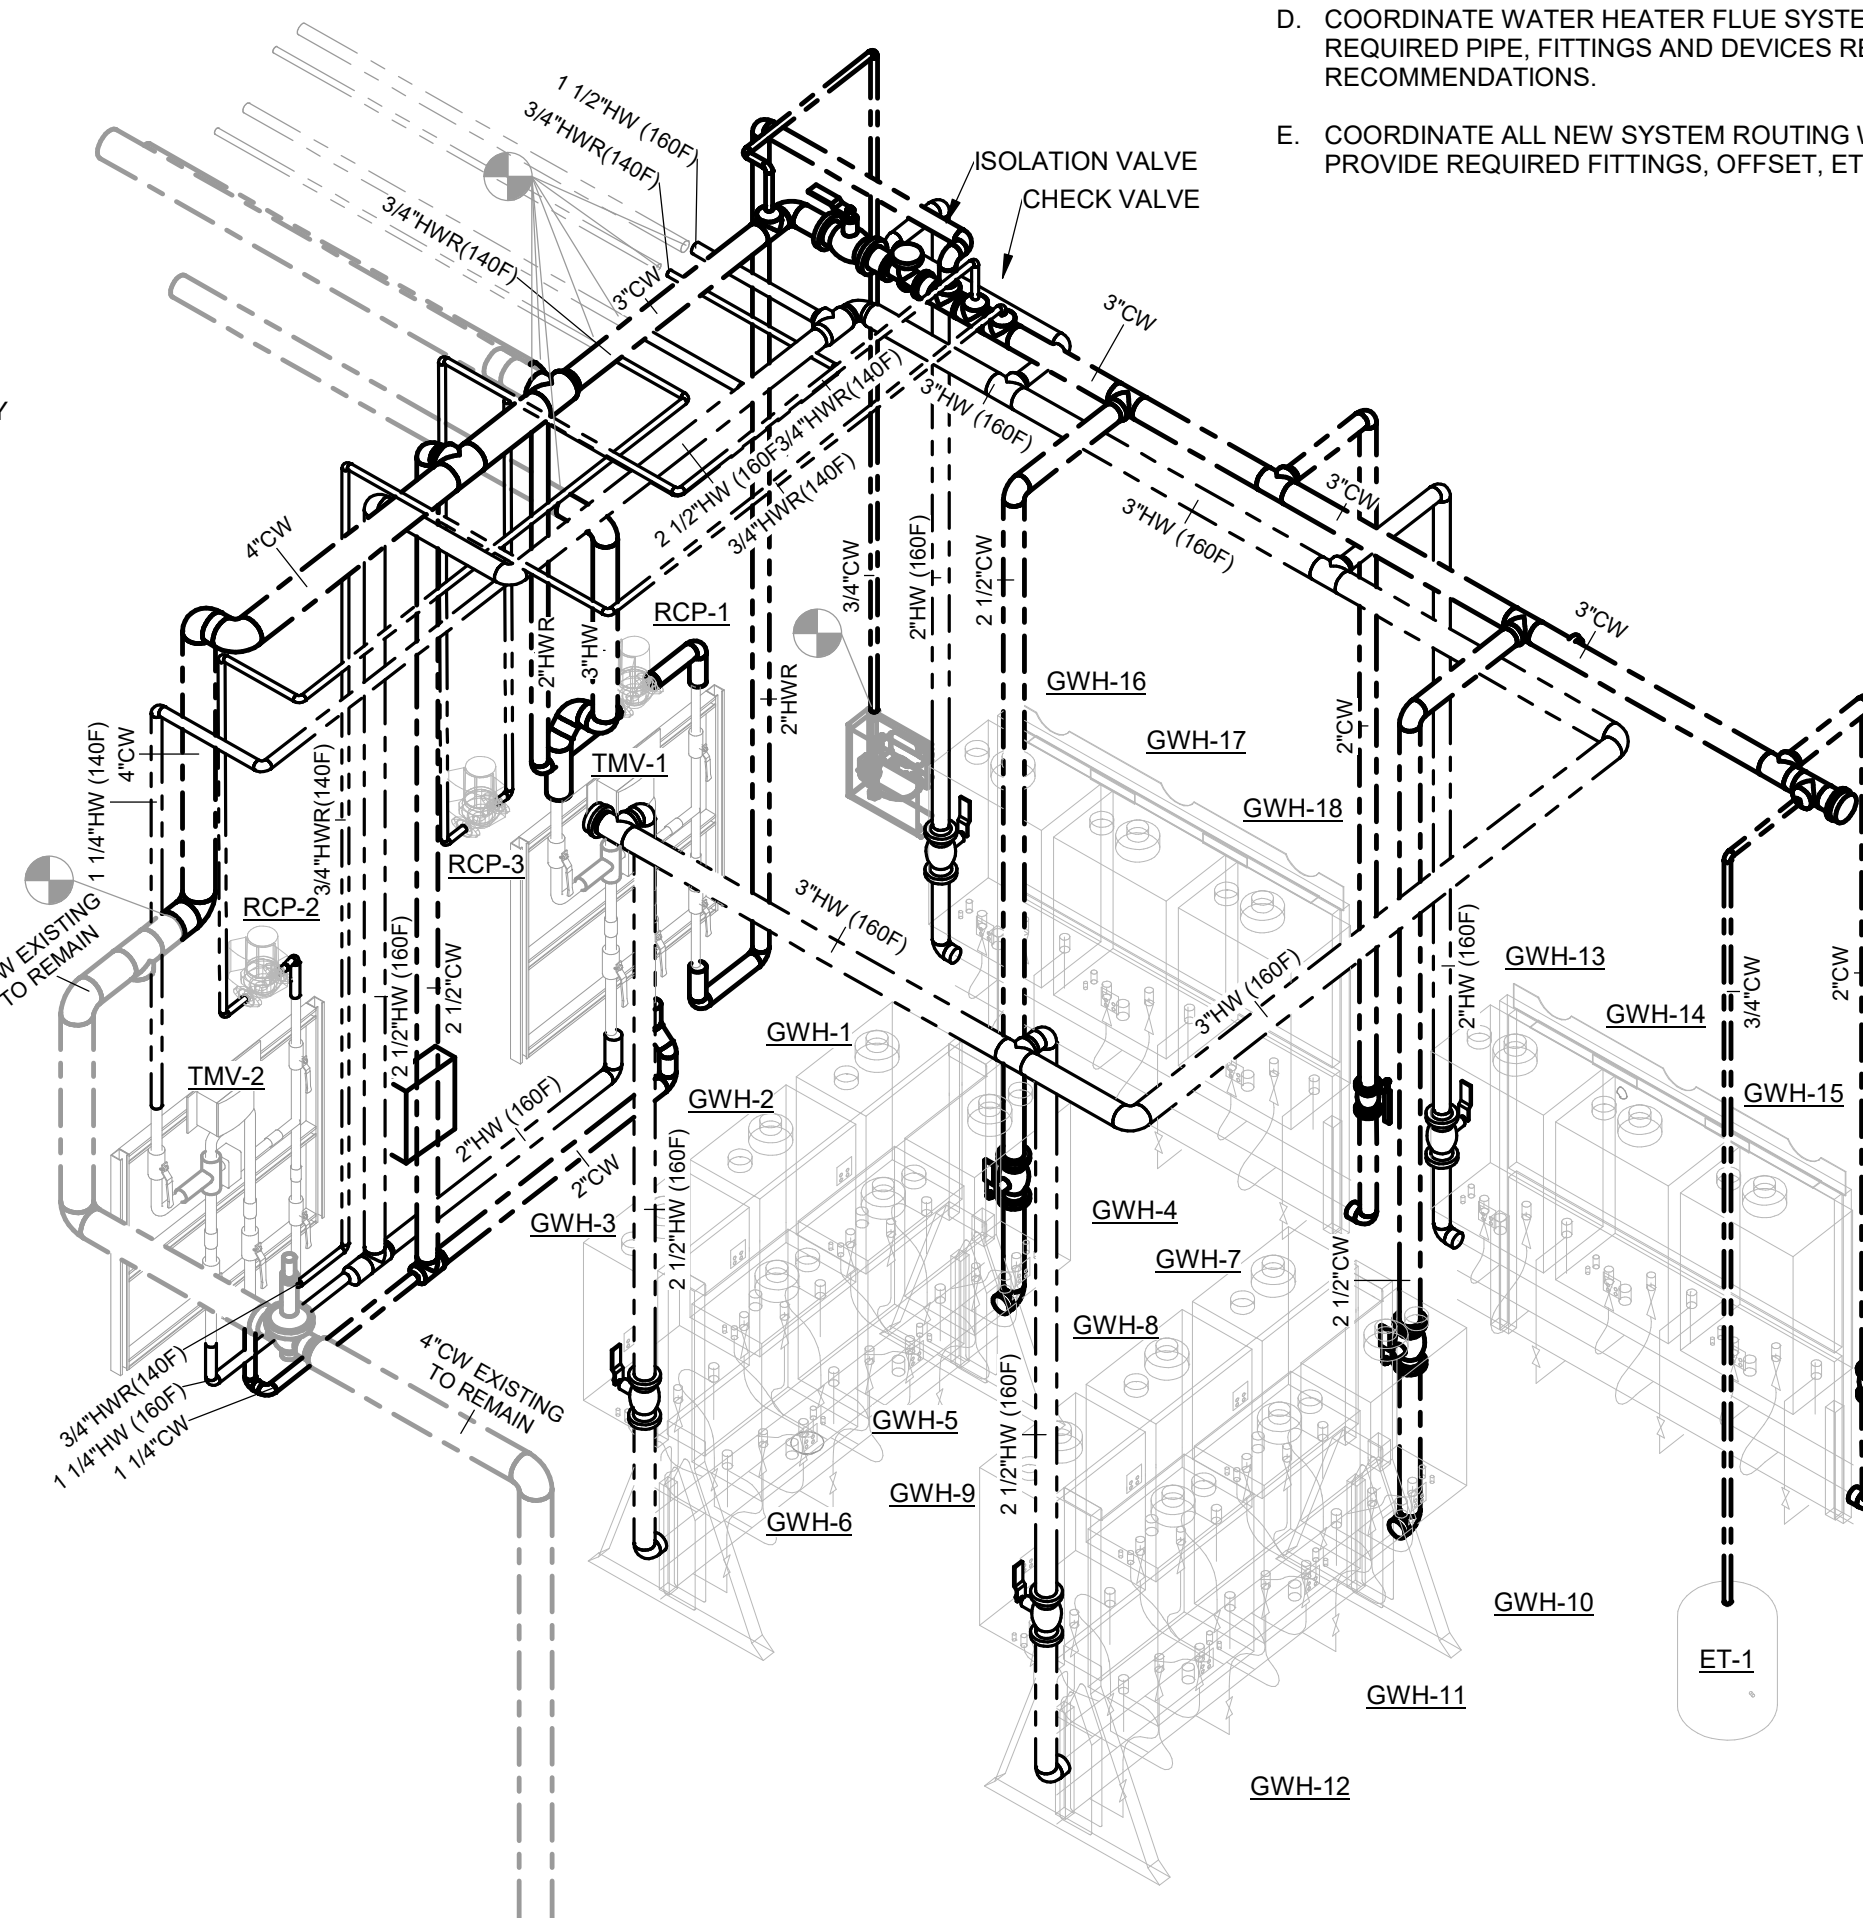 D. COORDINATE WATER HEATER FLUE SYSTE
REQUIRED PIPE, FITTINGS AND DEVICES RE
RECOMMENDATIONS.
E. COORDINATE ALL NEW SYSTEM ROUTING W
PROVIDE REQUIRED FITTINGS, OFFSET, ET
1 1/2"HW (160F)
3/4"HWR(140F)
3/4"HWR(140F)
ISOLATION VALVE
CHECK VALVE
3"CW
3"CW
Y
3/4"HWR(140F)
3"HW (160F)
2 1/2"HW (160F)
3/4"HWR(140F)
3"CW
3"HW (160F)
4"CW
3/4"CW
2"HW (160F)
2 1/2"CW
RCP-1
3"CW
2"HWR
3"HW
2"HWR
GWH-16
GWH-17
2"CW
TMV-1
GWH-18
1 1/4"HW (140F)
4"CW
3/4"HWR(140F)
RCP-3
RCP-2
W EXISTING
TO REMAIN
3"HW (160F)
2 1/2"HW (160F)
2 1/2"CW
3"HW (160F)
2"HW (160F)
GWH-13
GWH-14
3/4"CW
2"CW
GWH-1
TMV-2
GWH-2
GWH-15
2"HW (160F)
2"CW
GWH-3
2 1/2"HW (160F)
GWH-4
GWH-7
2 1/2"CW
GWH-8
3/4"HWR(140F)
1 1/4"HW (160F)
1 1/4"CW
4"CW EXISTING
TO REMAIN
GWH-5
2 1/2"HW (160F)
GWH-9
GWH-6
GWH-10
ET-1
GWH-11
GWH-12